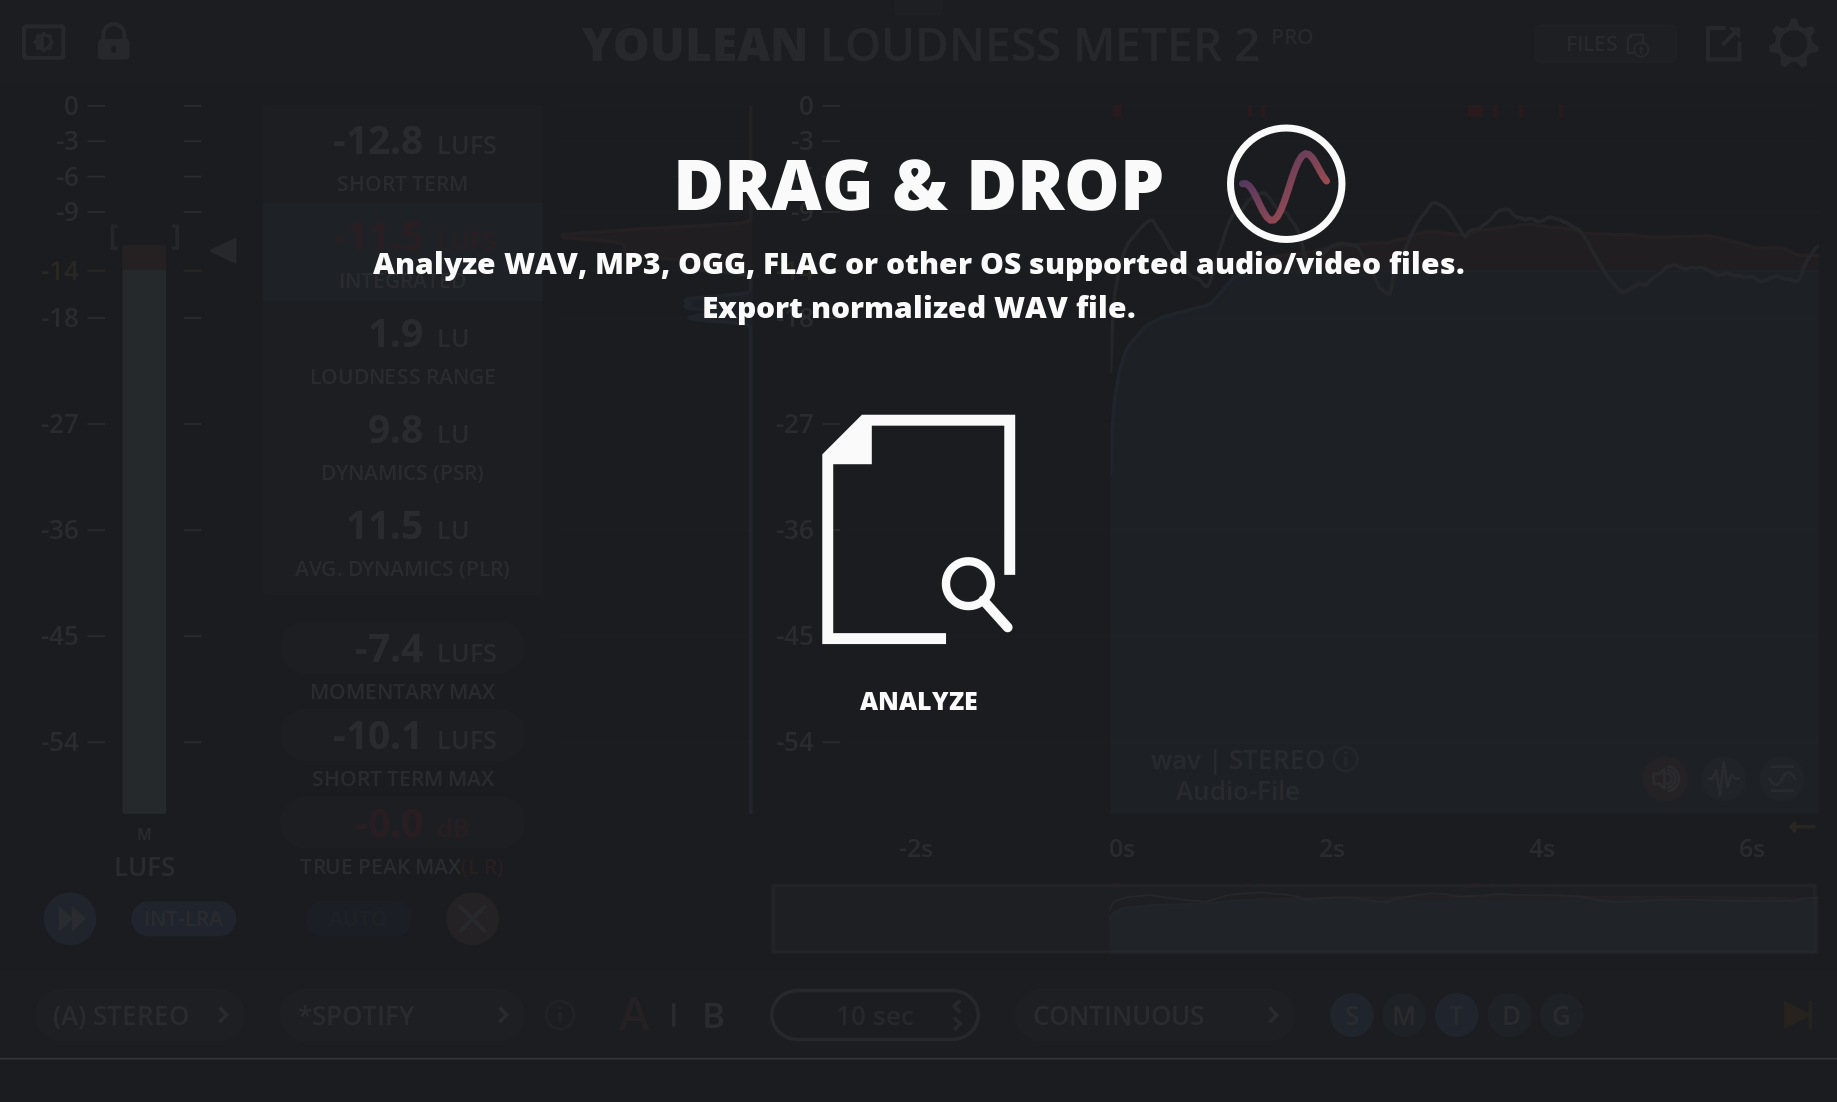 YOULEAN LOUDNESS METER 2 PRO
FILES
0
-3
-6
-9
-14
-18
-27
-36
-45
-54
M
LUFS
-12.8 LUFS
SHORT TERM
-11.5
INTEGRATED
1.9 LU
LOUDNESS RANGE
9.8 LU
DYNAMICS (PSR)
11.5 LU
AVG. DYNAMICS (PLR)
-7.4 LUFS
MOMENTARY MAX
-10.1 LUFS
SHORT TERM MAX
-0.0 dB
TRUE PEAK MAX(L R)
INT-LRA
AUTO
DRAG & DROP
Analyze WAV, MP3, OGG, FLAC or other OS supported audio/video files.
Export normalized WAV file.
ANALYZE
0
-3
-9
-18
-27
-36
-45
-54
wav | STEREO
Audio-File
-2s 0s 2s 4s 6s
(A) STEREO
*SPOTIFY
A | B
10 sec
CONTINUOUS
S M T D G